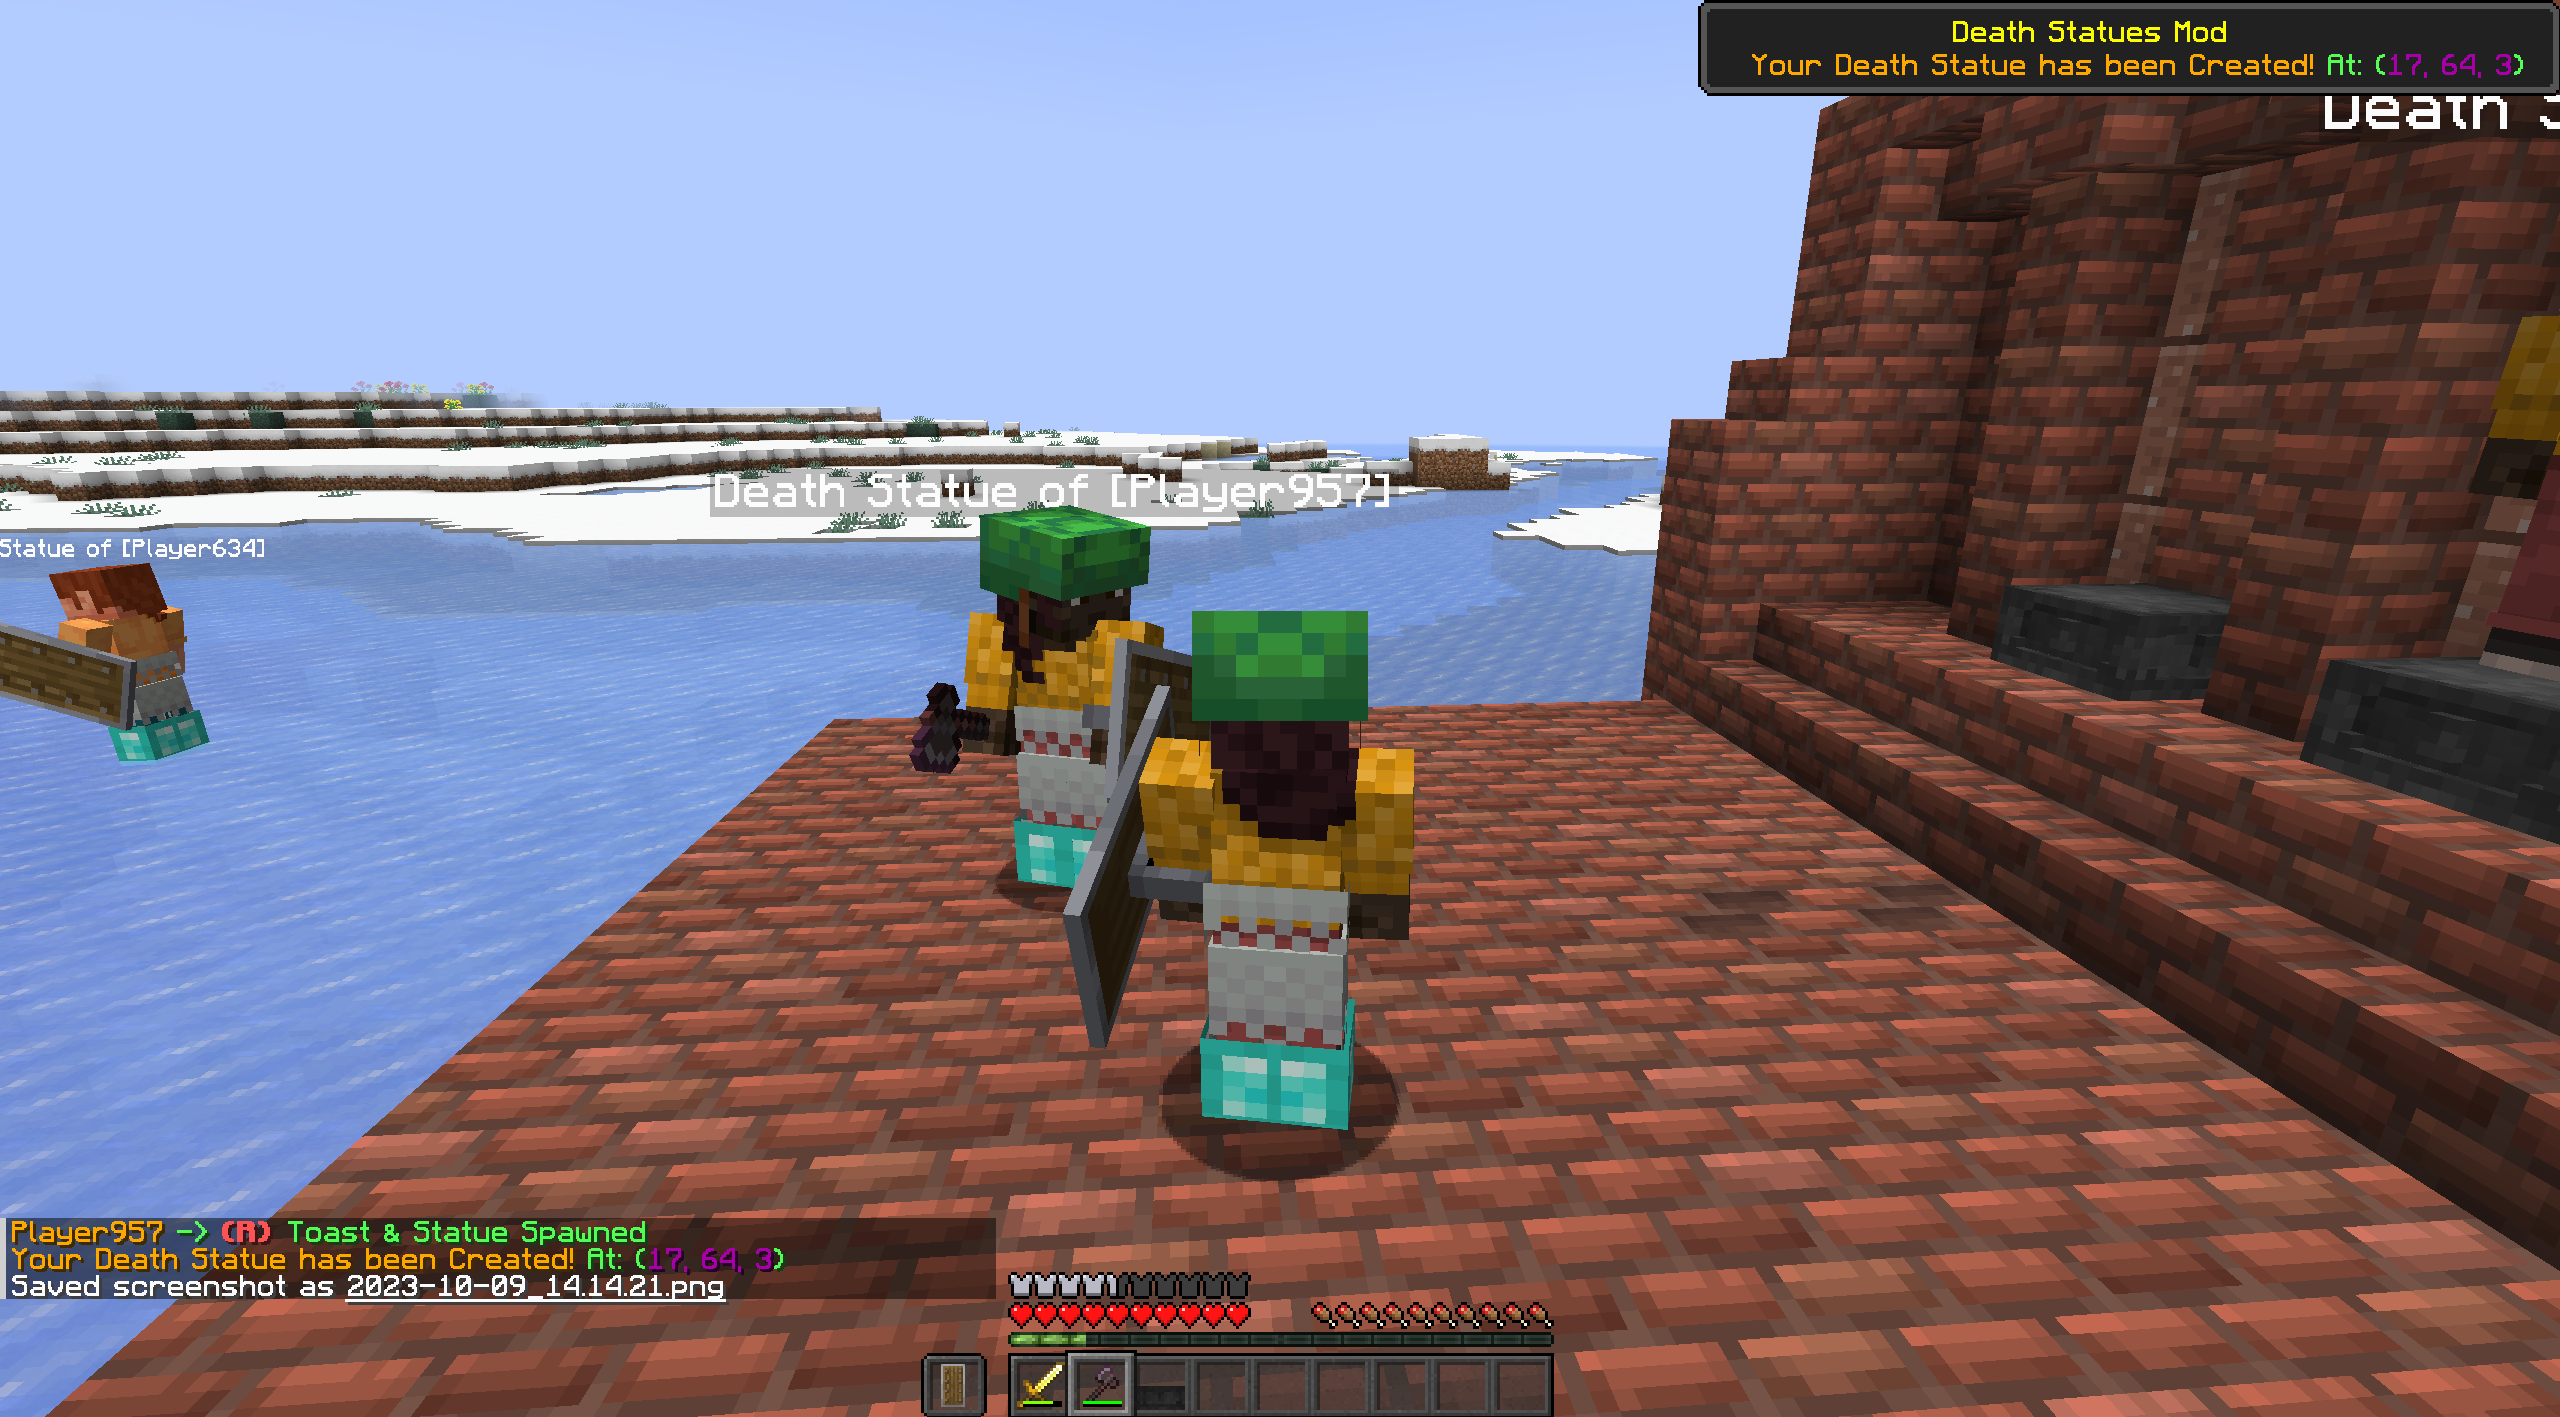 Death Statues Mod
Your Death Statue has been Created! At: (17, 64, 3)
Death
Death Statue of [Player957]
Statue of [Player634]
Player957 -> (R) Toast & Statue Spawned
Your Death Statue has been Created! At: (17, 64, 3)
Saved screenshot as 2023-10-09_14.14.21.png